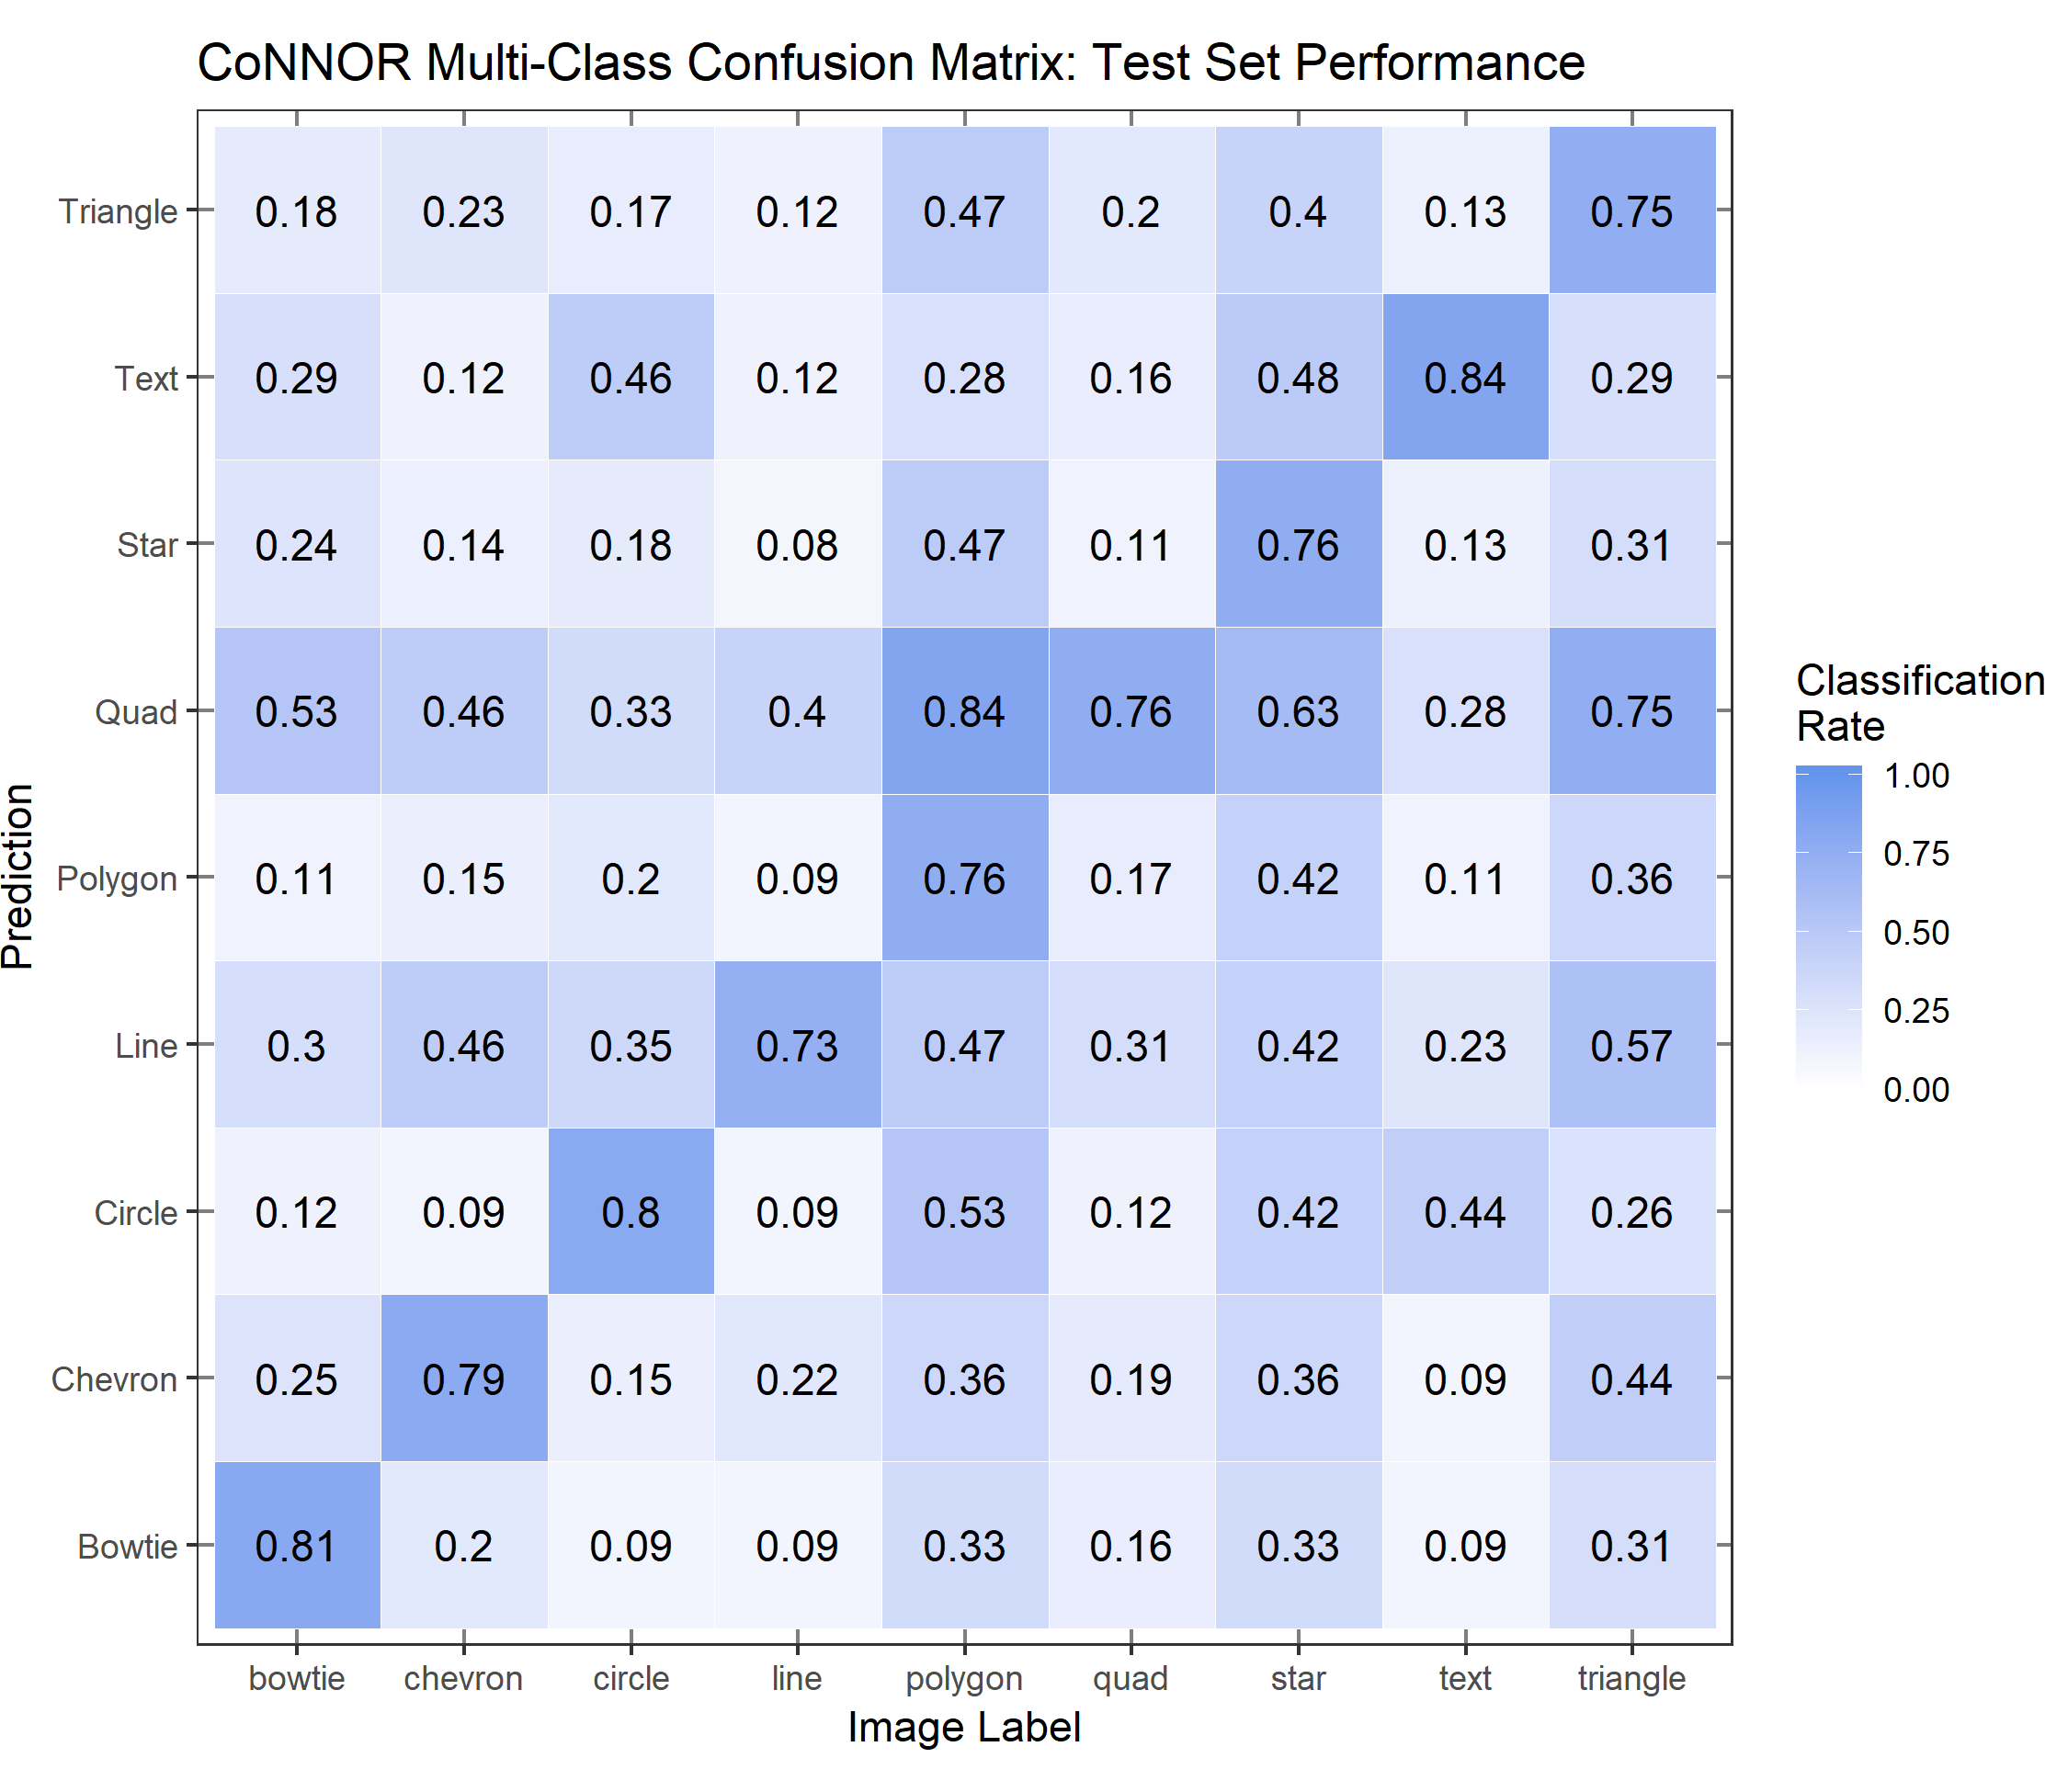 CoNNOR Multi-Class Confusion Matrix: Test Set Performance
Triangle 0.18 0.23 0.17 0.12 0.47 0.2 0.4 0.13 0.75
Text 0.29 0.12 0.46 0.12 0.28 0.16 0.48 0.84 0.29
Star 0.24 0.14 0.18 0.08 0.47 0.11 0.76 0.13 0.31
Quad 0.53 0.46 0.33 0.4 0.84 0.76 0.63 0.28 0.75
Polygon 0.11 0.15 0.2 0.09 0.76 0.17 0.42 0.11 0.36
Line 0.3 0.46 0.35 0.73 0.47 0.31 0.42 0.23 0.57
Circle 0.12 0.09 0.8 0.09 0.53 0.12 0.42 0.44 0.26
Chevron 0.25 0.79 0.15 0.22 0.36 0.19 0.36 0.09 0.44
Bowtie 0.81 0.2 0.09 0.09 0.33 0.16 0.33 0.09 0.31
bowtie chevron circle line polygon quad star text triangle
Image Label
Prediction
Classification
Rate
1.00
0.75
0.50
0.25
0.00